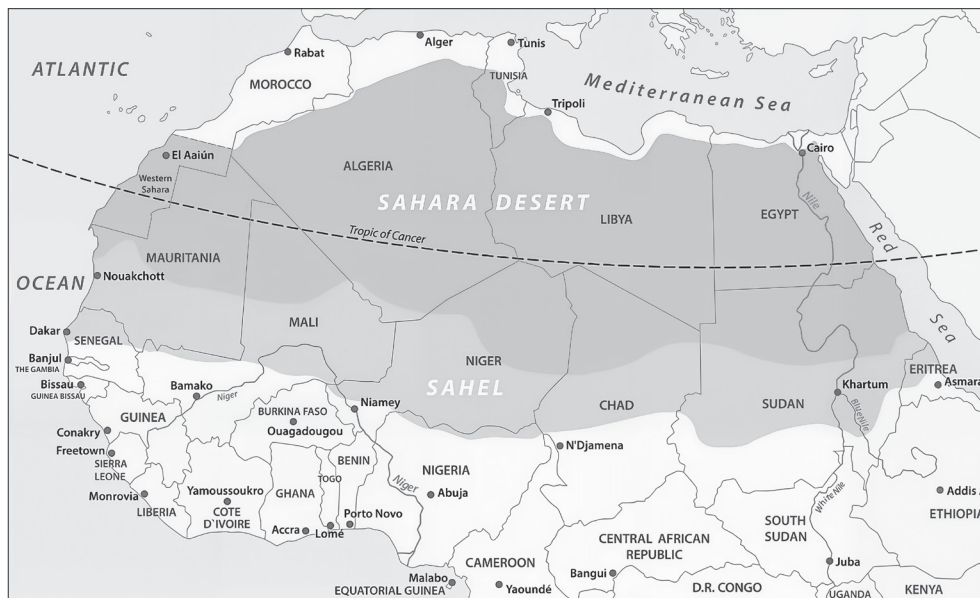 Rabat
Alger
Tunis
ATLANTIC
MOROCCO
TUNISIA
Mediterranean Sea
Tripoli
El Aaiún
Cairo
ALGERIA
Western
Sahara
SAHARA DESERT
Nile
LIBYA
EGYPT
Tropic of Cancer
Red
Sea
MAURITANIA
OCEAN
Nouakchott
MALI
Dakar
SENEGAL
NIGER
Banjul
THE GAMBIA
ERITREA
Bissau
GUINEA BISSAU
Bamako
Niger
SAHEL
Khartum
Asmara
CHAD
SUDAN
Niamey
BURKINA FASO
Ouagadougou
GUINEA
BlueNile
Conakry
Freetown
SIERRA
LEONE
N'Djamena
BENIN
TOGO
NIGERIA
Niger
Abuja
Monrovia
LIBERIA
Yamoussoukro
COTE
D`IVOIRE
GHANA
Porto Novo
Accra
Lomé
WhiteNile
Addis
ETHIOPIA
SOUTH
SUDAN
CENTRAL AFRICAN
REPUBLIC
CAMEROON
Juba
Malabo
EQUATORIAL GUINEA
Yaoundé
Bangui
D.R. CONGO
UGANDA
KENYA